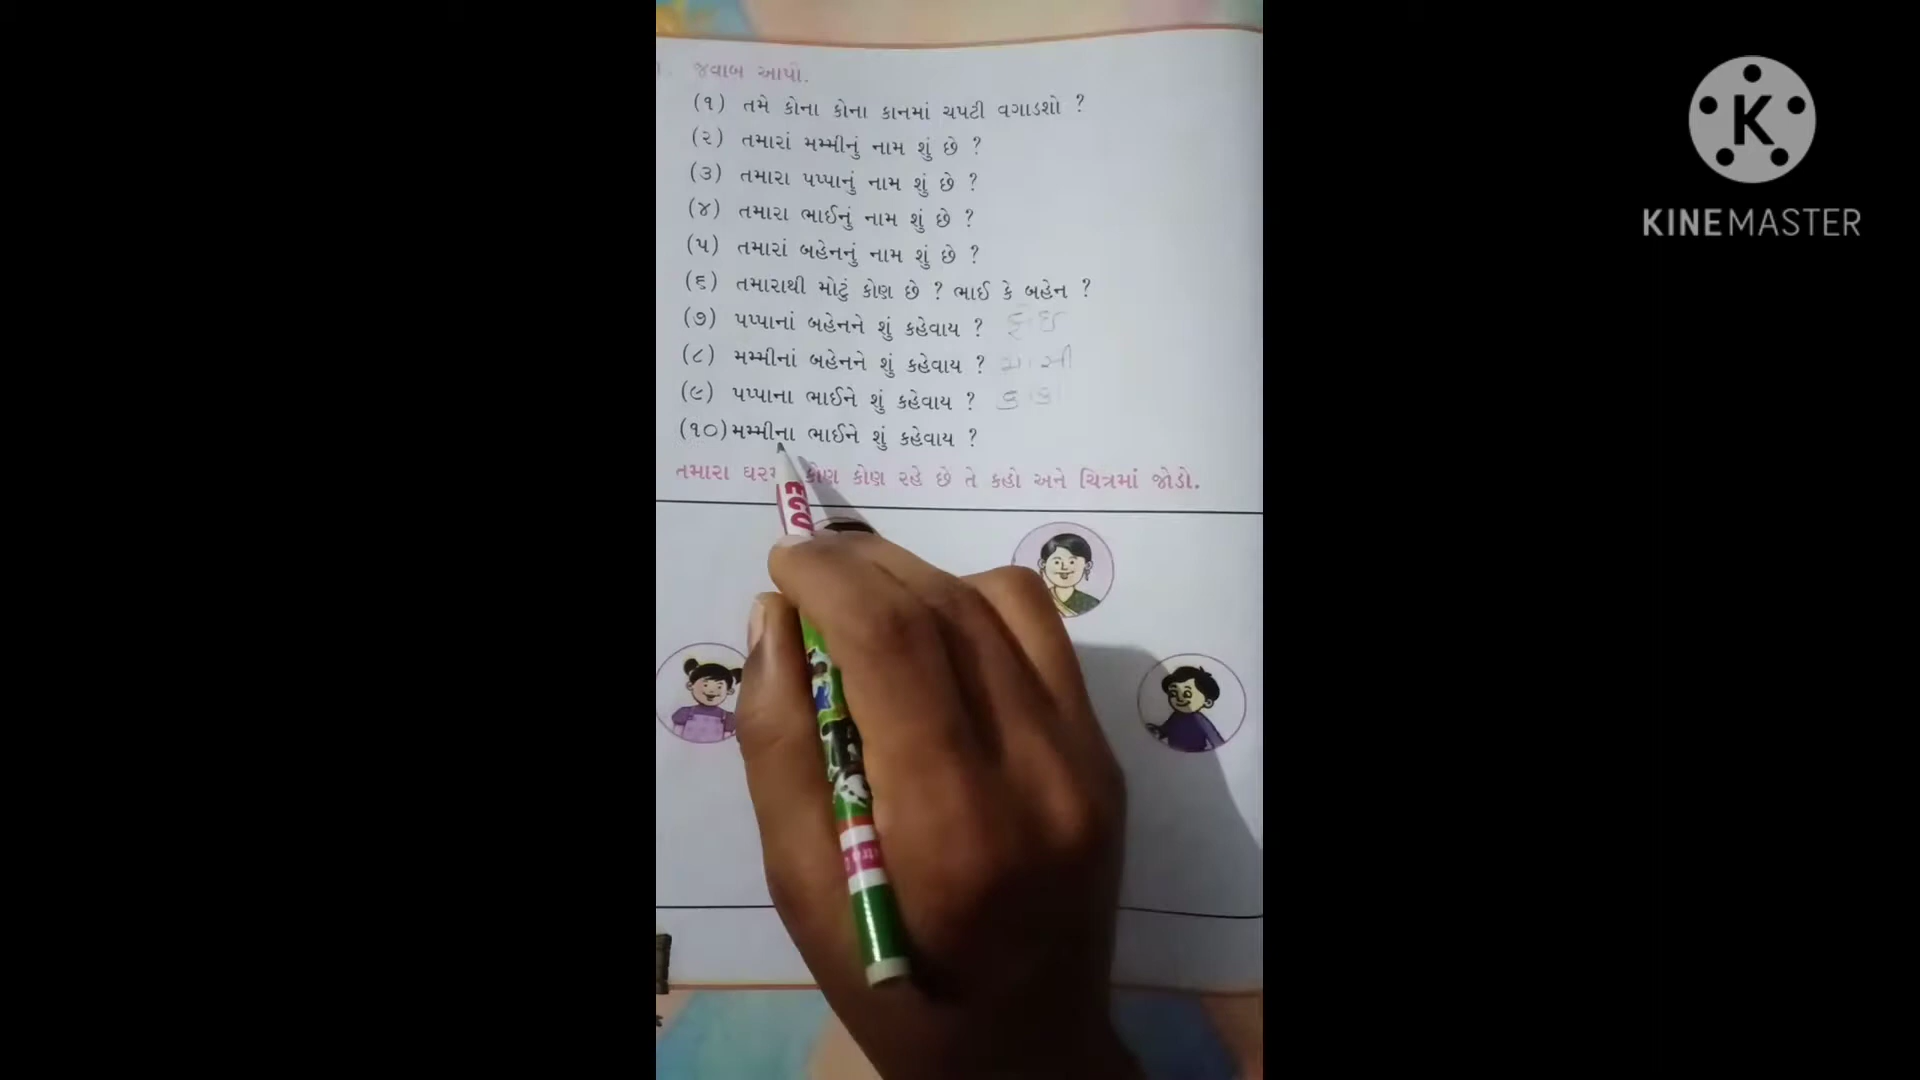 જવાબ આપો.
(૧) તમે કોના કોના કાનમાં ચપટી વગાડશો ?
(૨) તમારાં મમ્મીનું નામ શું છે ?
(૩) તમારા પપ્પાનું નામ શું છે ?
(૪) તમારા ભાઈનું નામ શું છે ?
(૫) તમારાં બહેનનું નામ શું છે ?
(૬) તમારાથી મોટું કોણ છે ? ભાઈ કે બહેન ?
(૭) પપ્પાનાં બહેનને શું કહેવાય ? ફઈ
(૮) મમ્મીનાં બહેનને શું કહેવાય ? માસી
(૯) પપ્પાના ભાઈને શું કહેવાય ? કાકા
(૧૦) મમ્મીના ભાઈને શું કહેવાય ?
તમારા કોણ કોણ રહે છે તે કહો અને ચિત્રમાં જોડો.
K
KINEMASTER